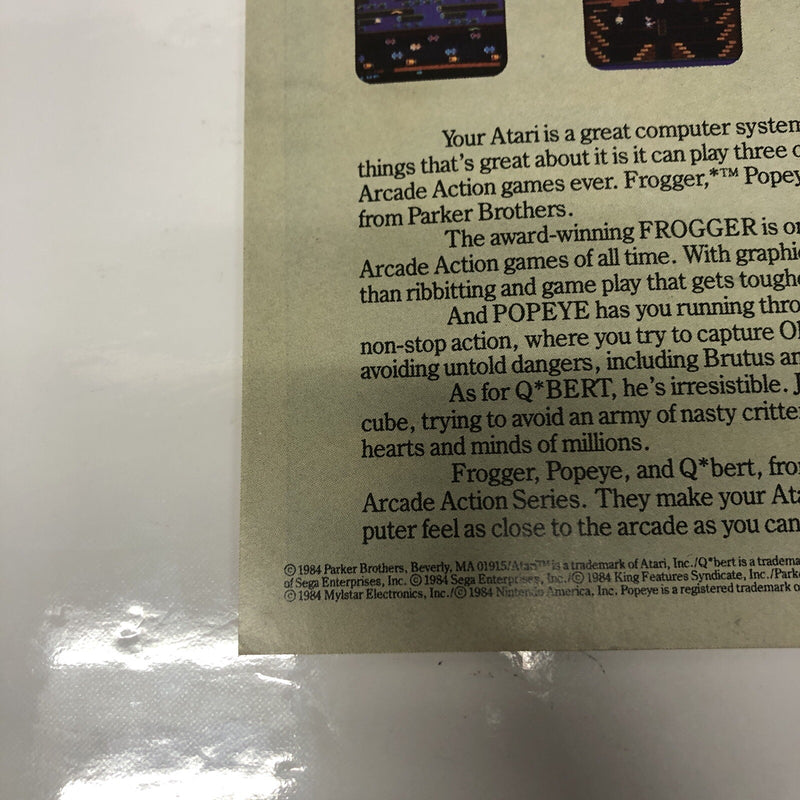 Your Atari is a great computer system
things that's great about it is it can play three o
Arcade Action games ever. Frogger,*™ Popey
from Parker Brothers.
The award-winning FROGGER is on
Arcade Action games of all time. With graphi
than ribbitting and game play that gets toughe
And POPEYE has you running thro
non-stop action, where you try to capture Ol
avoiding untold dangers, including Brutus an
As for Q*BERT, he's irresistible. J
cube, trying to avoid an army of nasty critte
hearts and minds of millions.
Frogger, Popeye, and Q*bert, fro
Arcade Action Series. They make your Ata
puter feel as close to the arcade as you can
© 1984 Parker Brothers, Beverly, MA 01915/Atari™ is a trademark of Atari, Inc./Q*bert is a tradema
of Sega Enterprises, Inc. © 1984 Sega Enterprises, Inc./© 1984 King Features Syndicate, Inc./Park
© 1984 Mylstar Electronics, Inc./© 1984 Nintendo America, Inc. Popeye is a registered trademark o